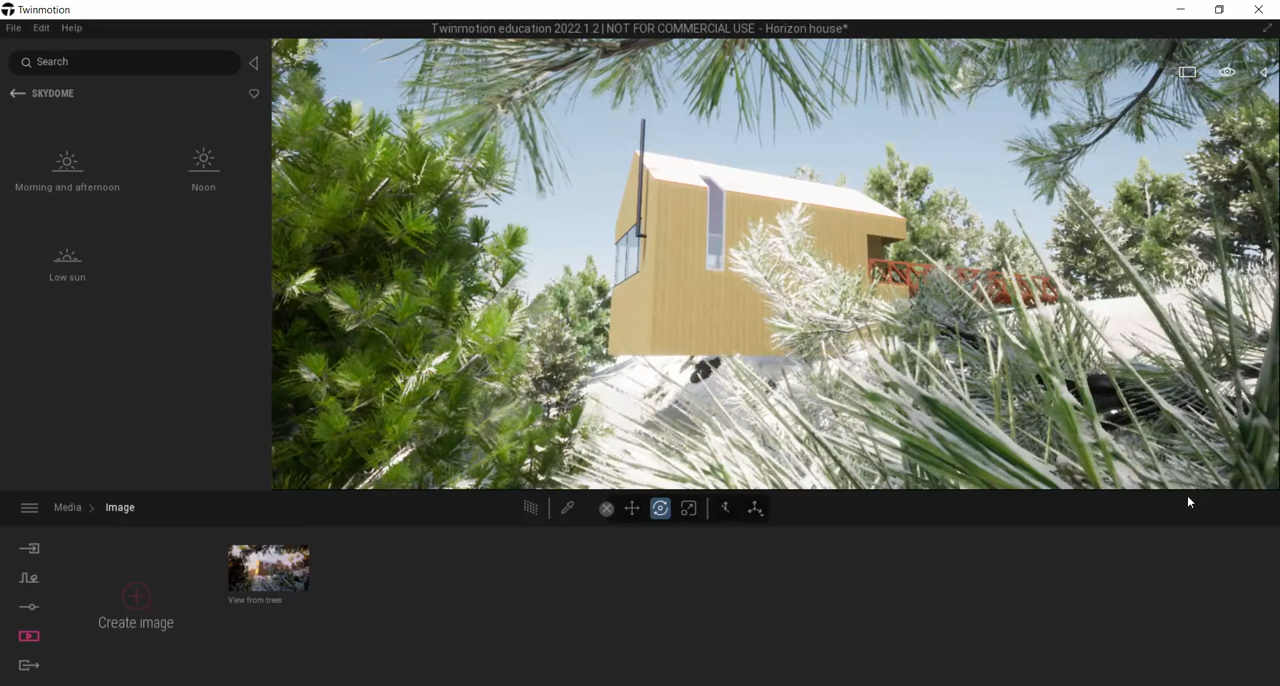 Twinmotion
File Edit Help
Twinmotion education 2022.1.2 | NOT FOR COMMERCIAL USE - Horizon house*
Search
SKYDOME
Morning and afternoon
Noon
Low sun
Media > Image
Create image
View from trees